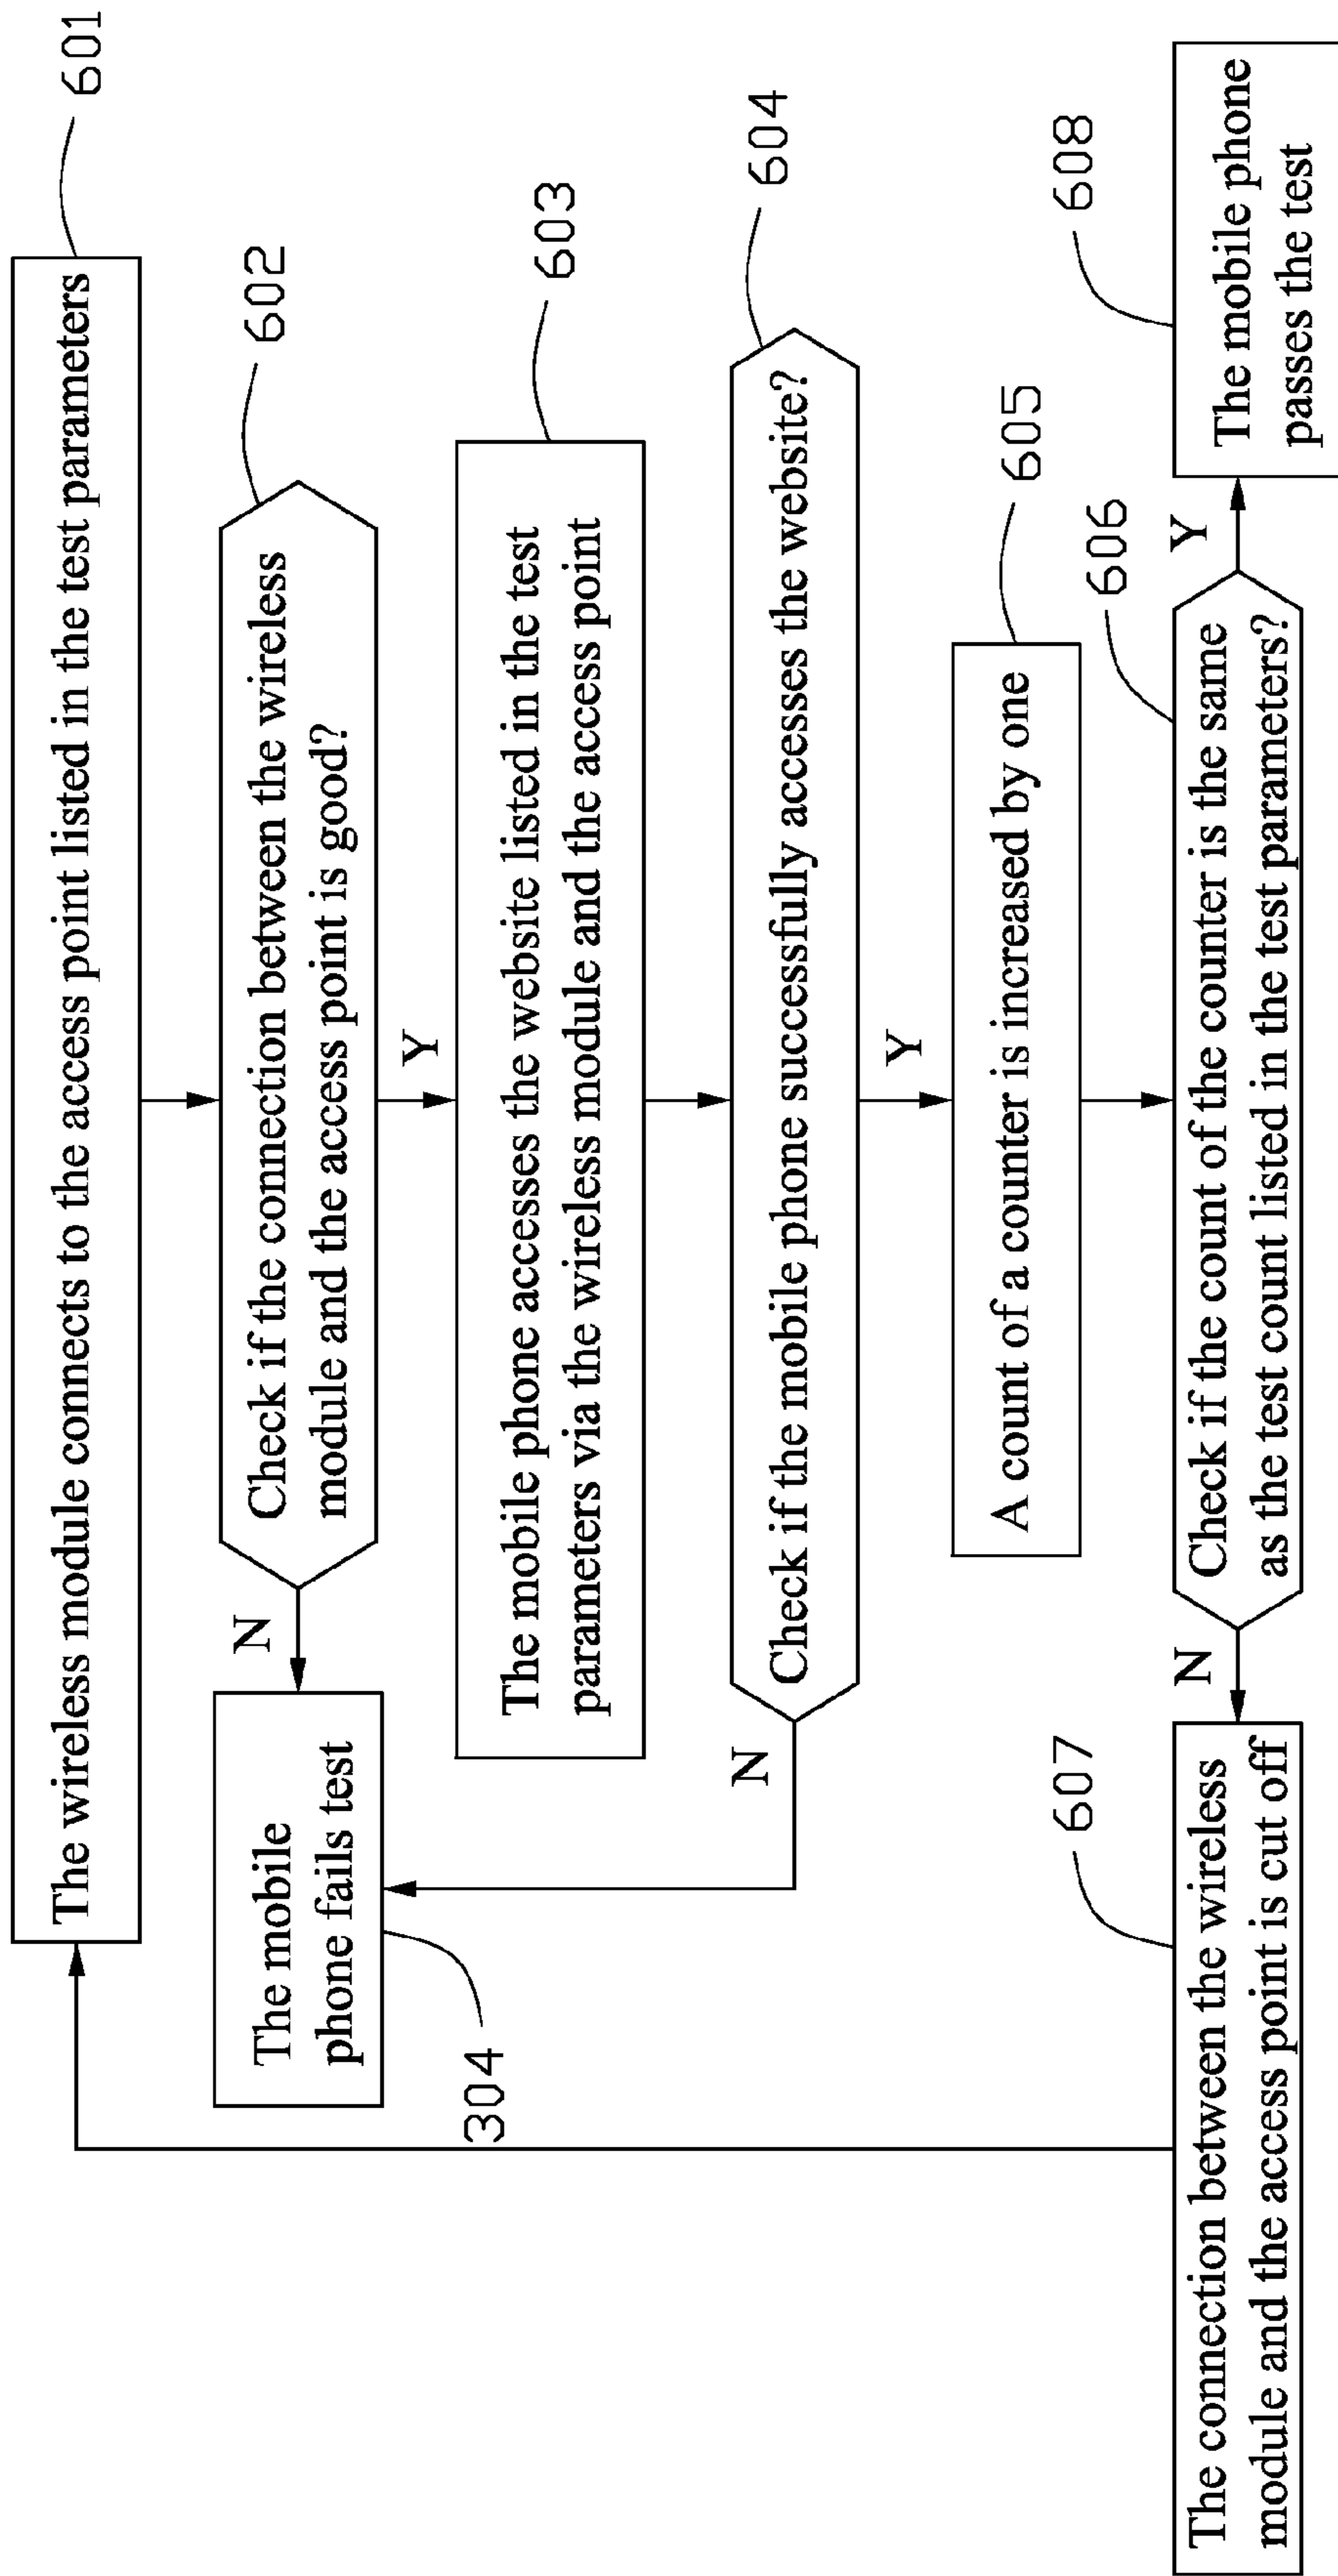 The wireless module connects to the access point listed in the test parameters
601
Check if the connection between the wireless
module and the access point is good?
602
N
Y
The mobile
phone fails test
304
The mobile phone accesses the website listed in the test
parameters via the wireless module and the access point
603
Check if the mobile phone successfully accesses the website?
604
N
Y
A count of a counter is increased by one
605
Check if the count of the counter is the same
as the test count listed in the test parameters?
606
N
Y
The connection between the wireless
module and the access point is cut off
607
The mobile phone
passes the test
608